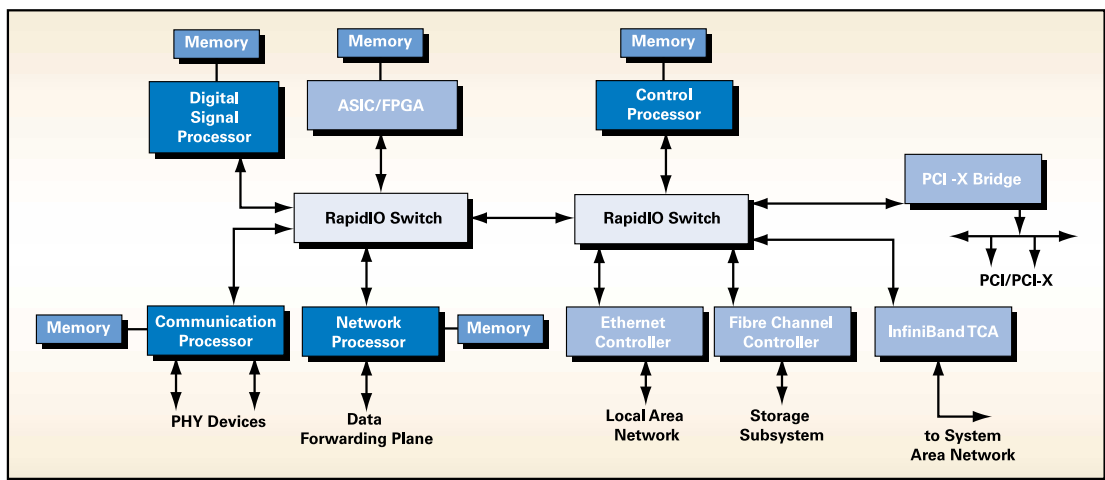 Memory
Memory
Memory
Digital
Signal
Processor
ASIC/FPGA
Control
Processor
PCI -X Bridge
RapidIO Switch
RapidIO Switch
PCI/PCI-X
Memory
Communication
Processor
Network
Processor
Memory
Ethernet
Controller
Fibre Channel
Controller
InfiniBand TCA
PHY Devices
Data
Forwarding Plane
Local Area
Network
Storage
Subsystem
to System
Area Network